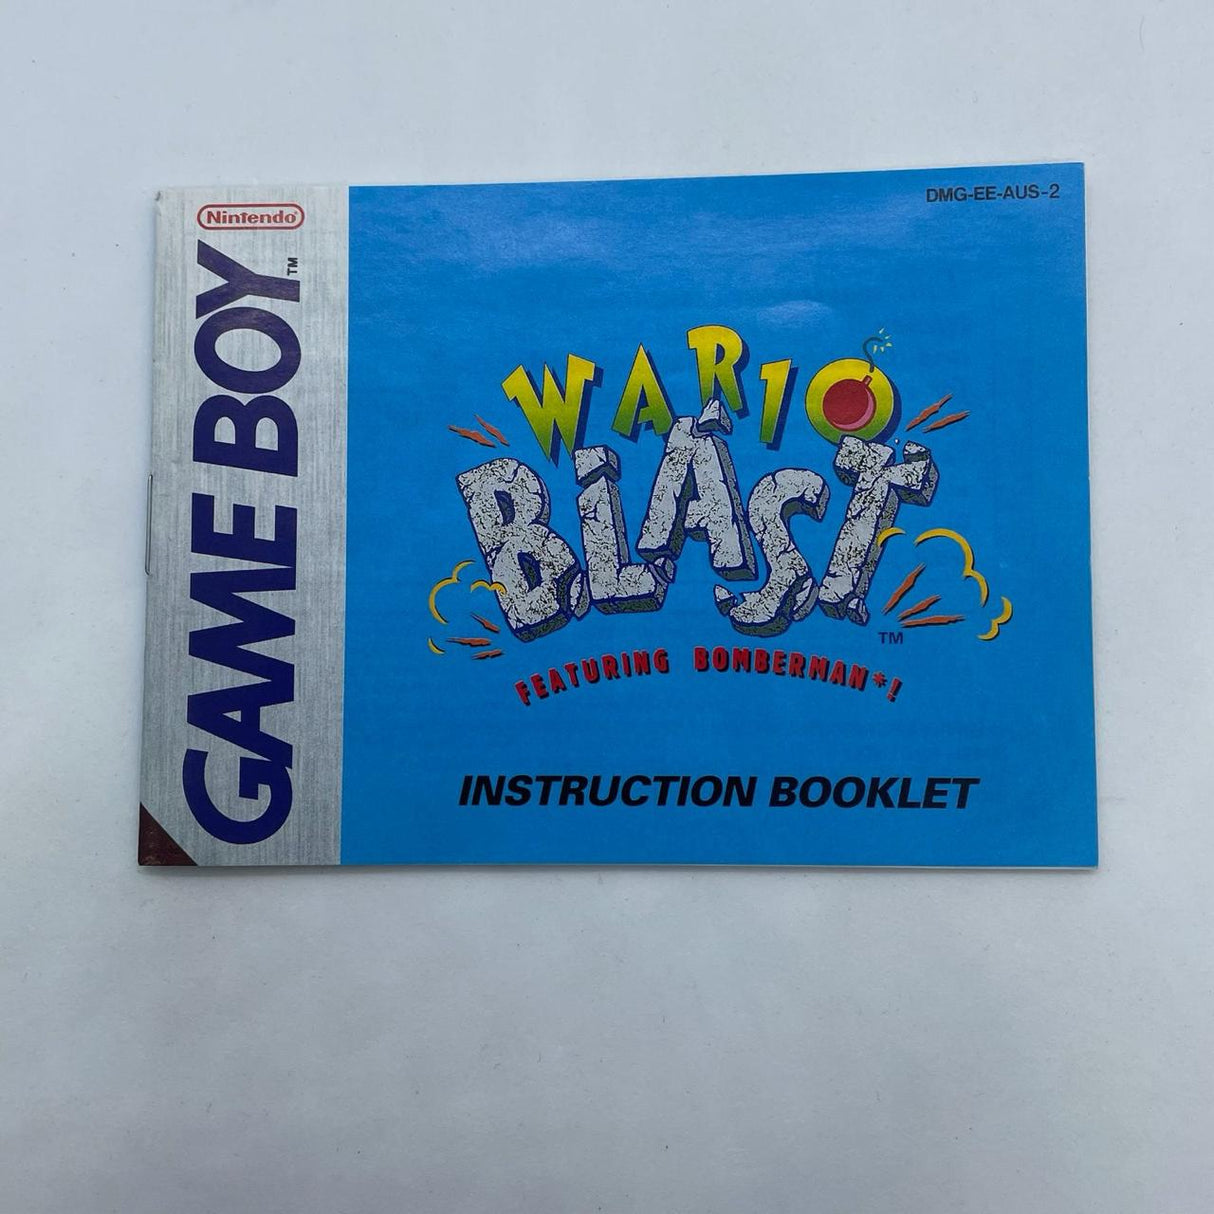 Nintendo®
GAME BOY™
DMG-EE-AUS-2
WARIO
BLAST™
FEATURING BOMBERMAN*!
INSTRUCTION BOOKLET